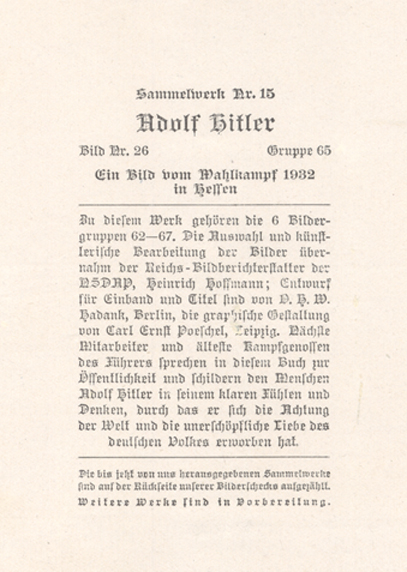 Sammelwerk Nr. 15
Adolf Hitler
Bild Nr. 26 Gruppe 65
Ein Bild vom Wahlkampf 1932
in Hessen
Zu diesem Werk gehören die 6 Bilder-
gruppen 62—67. Die Auswahl und künst-
lerische Bearbeitung der Bilder über-
nahm der Reichs-Bildberichterstatter der
NSDAP, Heinrich Hoffmann; Entwurf
für Einband und Titel sind von O. H. W.
Hadank, Berlin, die graphische Gestaltung
von Carl Ernst Poeschel, Leipzig. Nächste
Mitarbeiter und älteste Kampfgenossen
des Führers sprechen in diesem Buch zur
Öffentlichkeit und schildern den Menschen
Adolf Hitler in seinem klaren Fühlen und
Denken, durch das er sich die Achtung
der Welt und die unerschöpfliche Liebe des
deutschen Volkes erworben hat.
Die bis jetzt von uns herausgegebenen Sammelwerke
sind auf der Rückseite unserer Bilderschecks aufgezählt.
Weitere Werke sind in Vorbereitung.